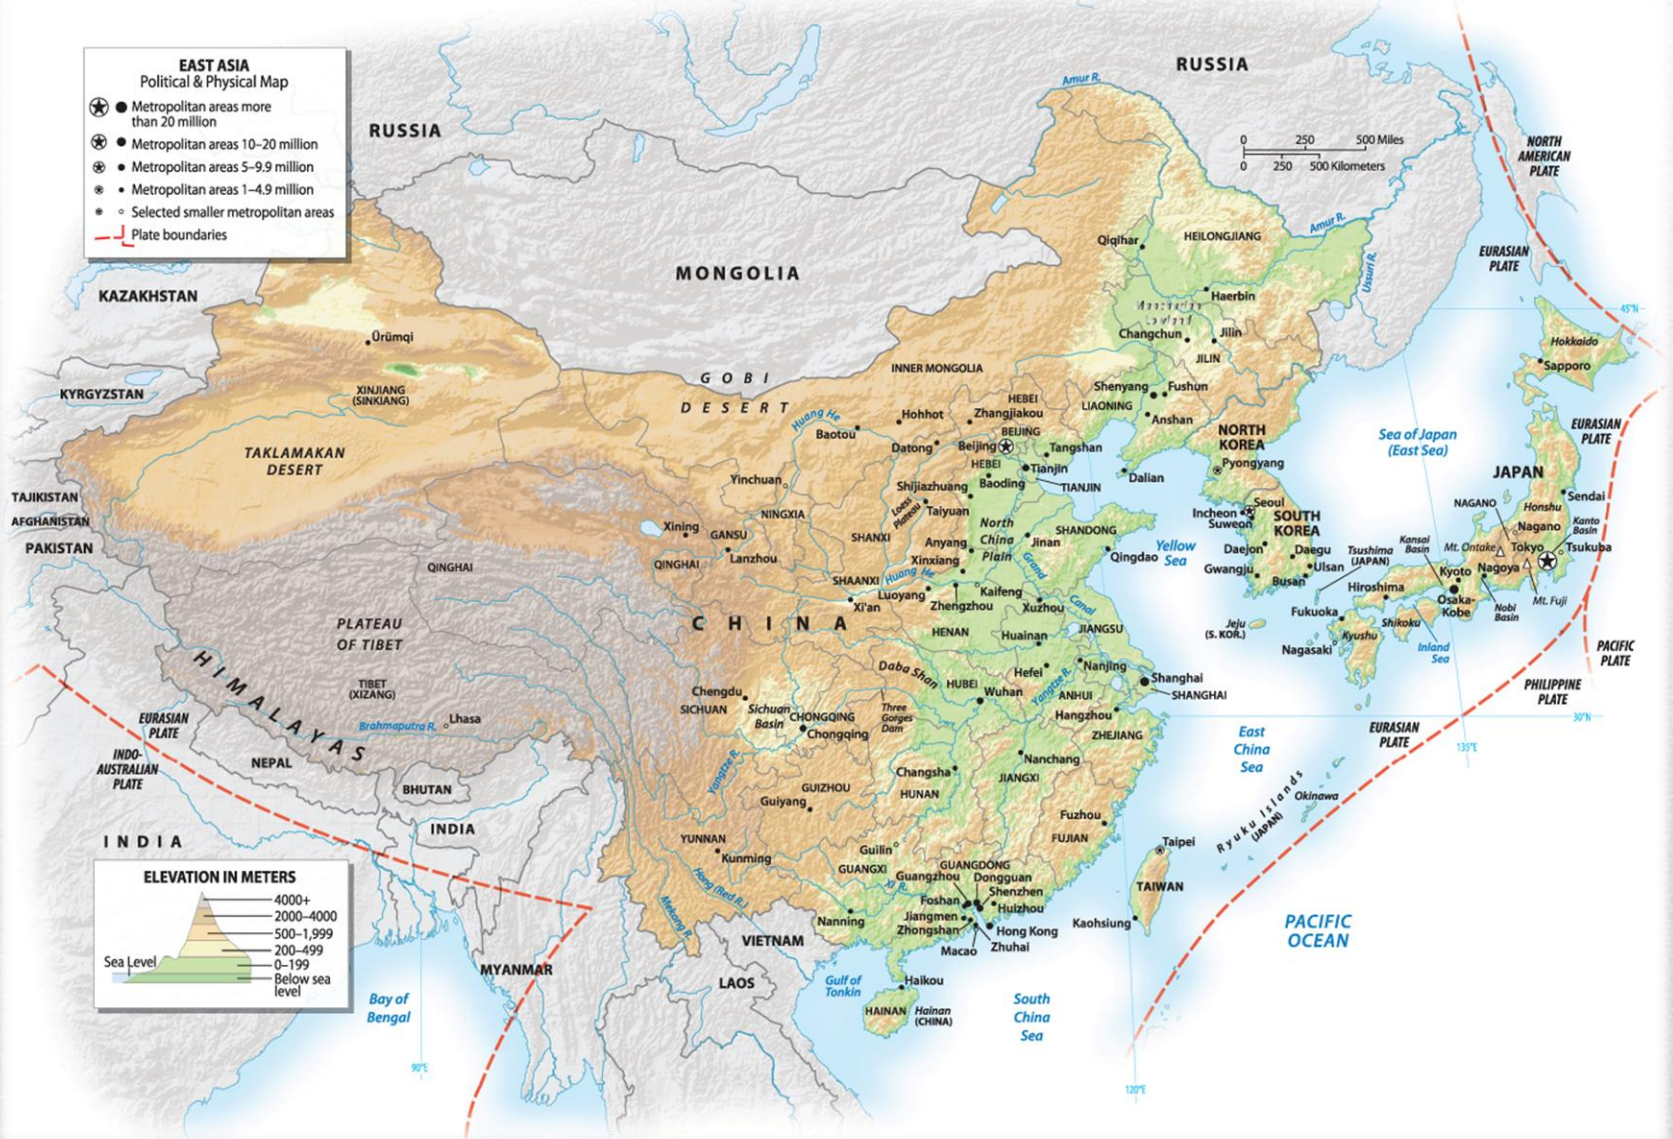 EAST ASIA
Political & Physical Map
Metropolitan areas more
than 20 million
Metropolitan areas 10–20 million
Metropolitan areas 5–9.9 million
Metropolitan areas 1–4.9 million
Selected smaller metropolitan areas
Plate boundaries
RUSSIA
RUSSIA
Amur R.
0 250 500 Miles
0 250 500 Kilometers
NORTH
AMERICAN
PLATE
Amur R.
Ussuri R.
EURASIAN
PLATE
45°N
KAZAKHSTAN
MONGOLIA
Qiqihar
HEILONGJIANG
Haerbin
Manchurian
Lowland
Changchun
Jilin
JILIN
Hokkaido
Sapporo
Ürümqi
KYRGYZSTAN
XINJIANG
(SINKIANG)
GOBI
DESERT
INNER MONGOLIA
Shenyang
Fushun
LIAONING
Anshan
HEBEI
Zhangjiakou
Hohhot
Huang He
Baotou
Datong
BEIJING
Beijing
Tangshan
NORTH
KOREA
Pyongyang
Sea of Japan
(East Sea)
EURASIAN
PLATE
TAKLAMAKAN
DESERT
HEBEI
Tianjin
Baoding
TIANJIN
Dalian
JAPAN
TAJIKISTAN
AFGHANISTAN
PAKISTAN
Yinchuan
Shijiazhuang
Loess
Plateau
Taiyuan
NINGXIA
Xining
GANSU
Lanzhou
QINGHAI
QINGHAI
SHANXI
North
China
Plain
Anyang
Jinan
SHANDONG
Qingdao
Yellow
Sea
Seoul
Incheon
Suweon
SOUTH
KOREA
Daejon
Daegu
Gwangju
Ulsan
Busan
Tsushima
(JAPAN)
NAGANO
Sendai
Honshu
Nagano
Kanto
Basin
Kansai
Basin
Mt. Ontake
Tokyo
Tsukuba
Kyoto
Nagoya
Hiroshima
Osaka-
Kobe
Nobi
Basin
Mt. Fuji
Xinxiang
SHAANXI
Huang He
Luoyang
Xi'an
Zhengzhou
Kaifeng
Xuzhou
Grand
Canal
Fukuoka
Nagasaki
Kyushu
Shikoku
Inland
Sea
Jeju
(S. KOR.)
PACIFIC
PLATE
PHILIPPINE
PLATE
CHINA
PLATEAU
OF TIBET
HENAN
Huainan
JIANGSU
HIMALAYAS
TIBET
(XIZANG)
Brahmaputra R.
Lhasa
Daba Shan
Hefei
Nanjing
HUBEI
Wuhan
Yangtze R.
ANHUI
Shanghai
SHANGHAI
Chengdu
SICHUAN
Sichuan
Basin
CHONGQING
Chongqing
Three
Gorges
Dam
Hangzhou
ZHEJIANG
30°N
135°E
EURASIAN
PLATE
East
China
Sea
EURASIAN
PLATE
INDO-
AUSTRALIAN
PLATE
NEPAL
BHUTAN
INDIA
INDIA
Yangtze R.
Nanchang
Changsha
JIANGXI
HUNAN
GUIZHOU
Guiyang
Ryuku Islands
(JAPAN)
Okinawa
Fuzhou
FUJIAN
YUNNAN
Kunming
Guilin
GUANGXI
GUANGDONG
Guangzhou
Dongguan
Shenzhen
Xi R.
Foshan
Huizhou
Jiangmen
Zhongshan
Hong Kong
Macao
Zhuhai
Taipei
TAIWAN
Kaohsiung
Hong (Red R.)
Mekong R.
Nanning
VIETNAM
LAOS
MYANMAR
Gulf of
Tonkin
Haikou
HAINAN
Hainan
(CHINA)
South
China
Sea
PACIFIC
OCEAN
ELEVATION IN METERS
4000+
2000–4000
500–1,999
200–499
0–199
Below sea
level
Sea Level
Bay of
Bengal
90°E
120°E